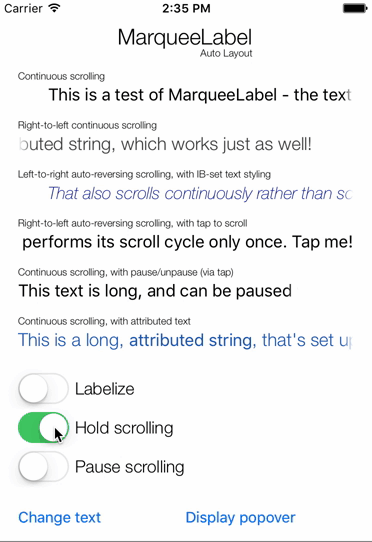 Carrier 2:35 PM
MarqueeLabel
Auto Layout
Continuous scrolling
This is a test of MarqueeLabel - the text
Right-to-left continuous scrolling
buted string, which works just as well!
Left-to-right auto-reversing scrolling, with IB-set text styling
That also scrolls continuously rather than sc
Right-to-left auto-reversing scrolling, with tap to scroll
performs its scroll cycle only once. Tap me!
Continuous scrolling, with pause/unpause (via tap)
This text is long, and can be paused
Continuous scrolling, with attributed text
This is a long, attributed string, that's set up
Labelize
Hold scrolling
Pause scrolling
Change text Display popover